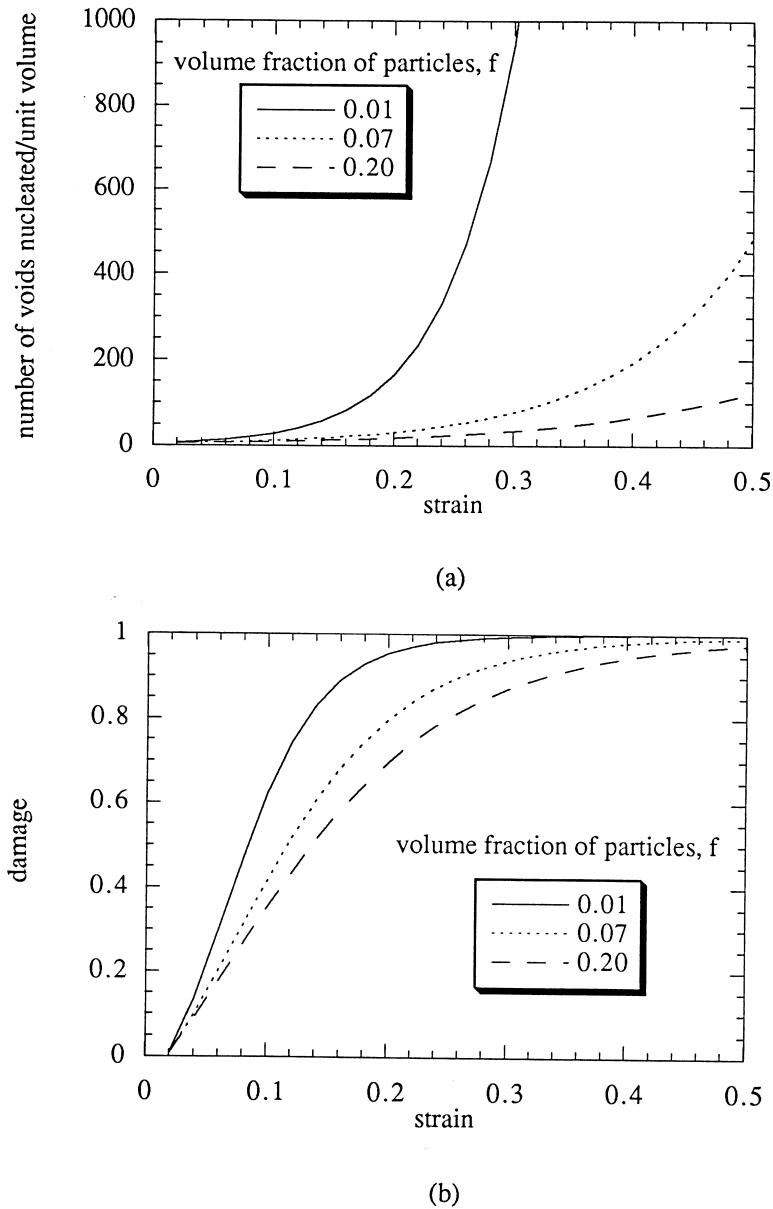 number of voids nucleated/unit volume
1000
800
600
400
200
0
volume fraction of particles, f
0.01
0.07
0.20
0 0.1 0.2 0.3 0.4 0.5
strain
(a)
damage
1
0.8
0.6
0.4
0.2
0
volume fraction of particles, f
0.01
0.07
0.20
0 0.1 0.2 0.3 0.4 0.5
strain
(b)